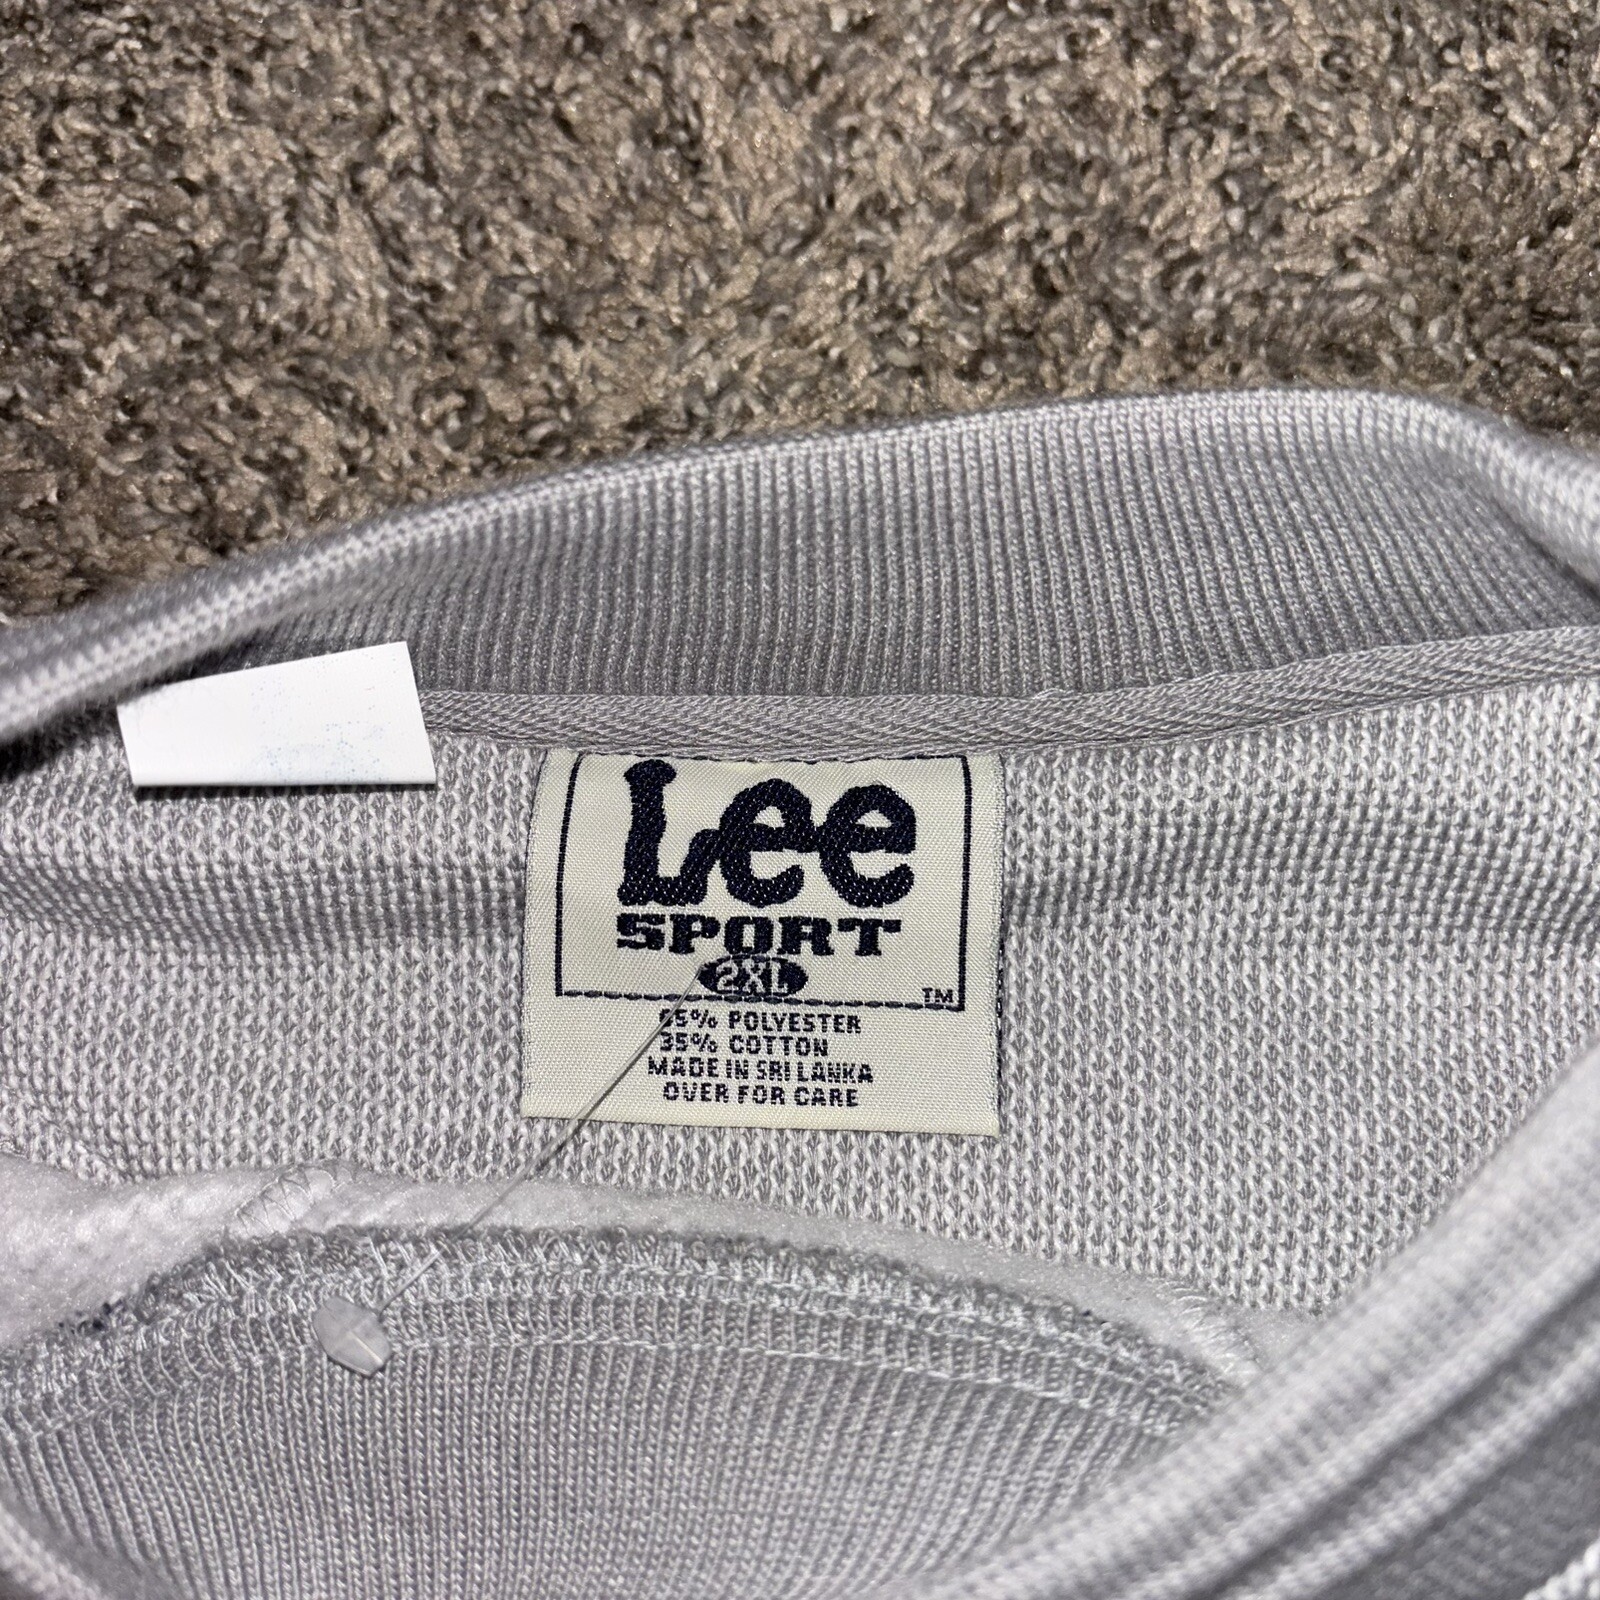 Lee
SPORT
2XL
TM
65% POLYESTER
35% COTTON
MADE IN SRI LANKA
OVER FOR CARE